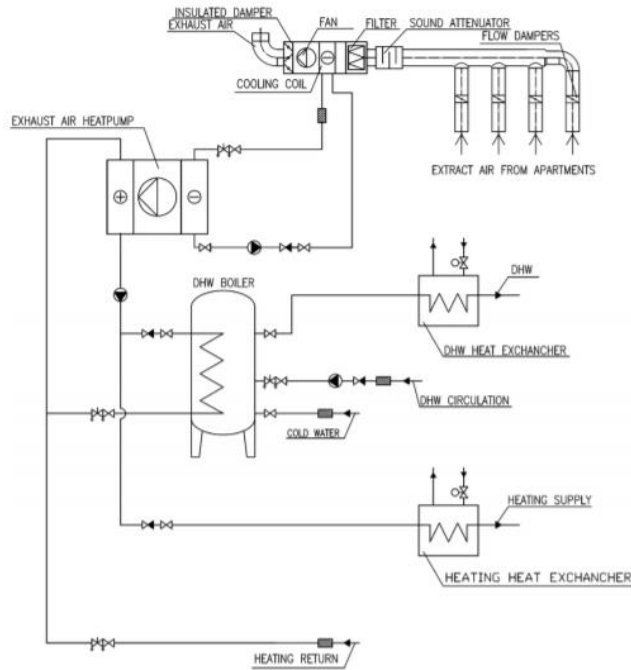 INSULATED DAMPER
EXHAUST AIR
FAN
FILTER
SOUND ATTENUATOR
FLOW DAMPERS
COOLING COIL
EXHAUST AIR HEATPUMP
EXTRACT AIR FROM APARTMENTS
DHW BOILER
DHW
DHW HEAT EXCHANCHER
DHW CIRCULATION
COLD WATER
HEATING SUPPLY
HEATING HEAT EXCHANCHER
HEATING RETURN